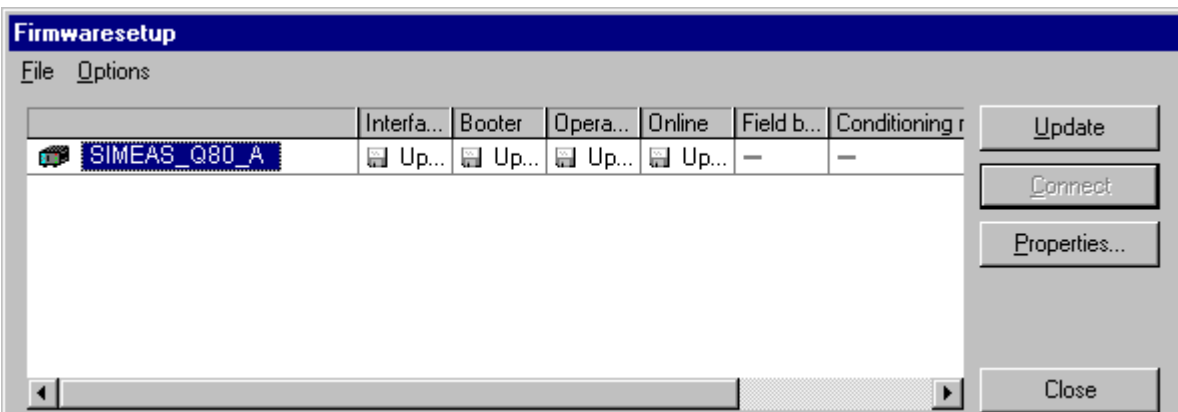 Firmwaresetup
File Options
Interfa... Booter Opera... Online Field b... Conditioning r
Update
SIMEAS_Q80_A Up... Up... Up... Up... – –
Connect
Properties...
Close